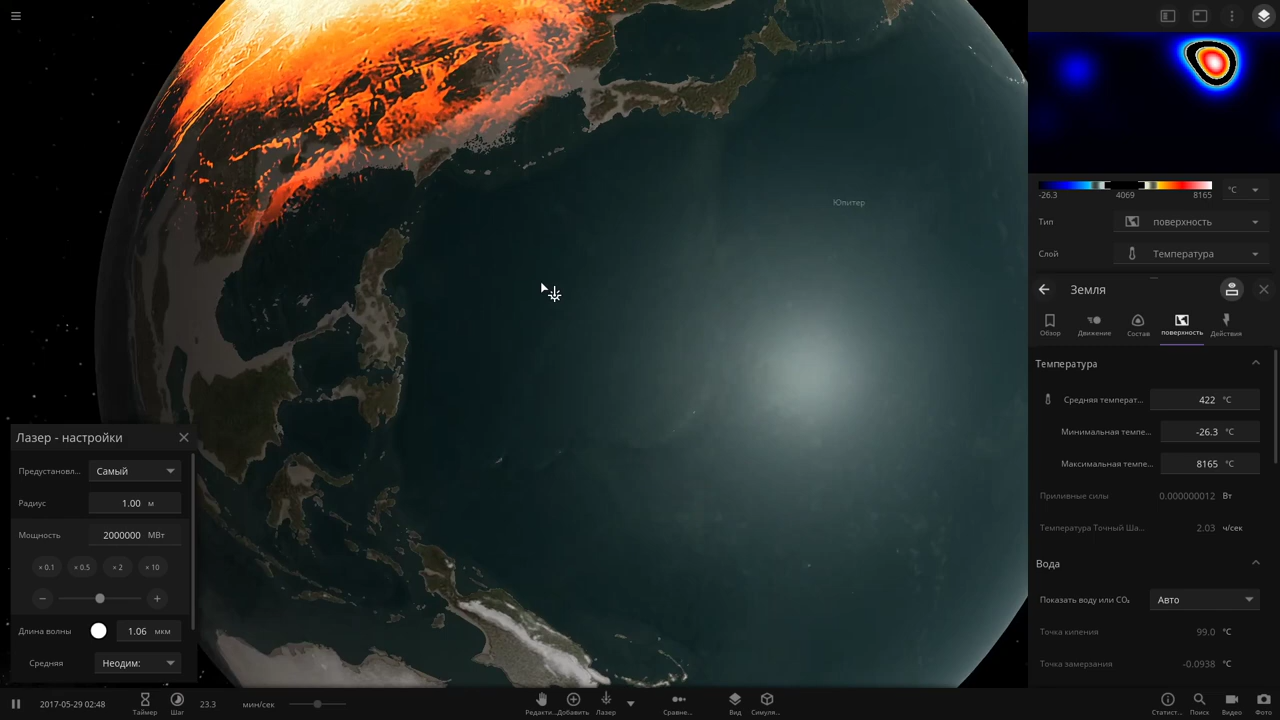 -26.3 4069 8165 °C
Тип поверхность
Слой Температура
Юпитер
Земля
Обзор Движение Состав поверхность Действия
Температура
Средняя температ... 422 °C
Минимальная темпе... -26.3 °C
Максимальная темпе... 8165 °C
Приливные силы 0.000000012 Вт
Температура Точный Ша... 2.03 ч/сек
Вода
Показать воду или CO₂ Авто
Точка кипения 99.0 °C
Точка замерзания -0.0938 °C
Лазер - настройки
Предустановл... Самый
Радиус 1.00 м
Мощность 2000000 МВт
× 0.1 × 0.5 × 2 × 10
Длина волны 1.06 мкм
Средняя Неодим:
2017-05-29 02:48 Таймер Шаг 23.3 мин/сек Редакти... Добавить Лазер Сравне... Вид Симуля... Статист... Поиск Видео Фото